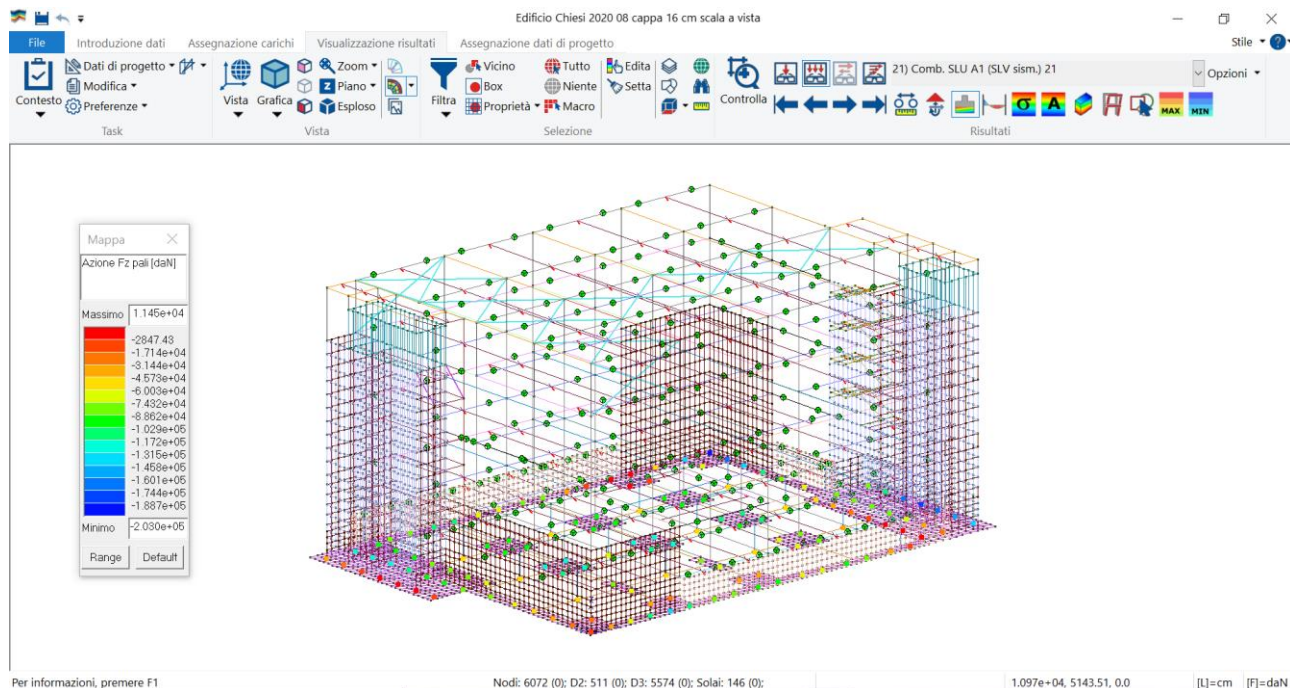 Edificio Chiesi 2020 08 cappa 16 cm scala a vista
File Introduzione dati Assegnazione carichi Visualizzazione risultati Assegnazione dati di progetto Stile
Dati di progetto Zoom Vicino Tutto Edita 21) Comb. SLU A1 (SLV sism.) 21 Opzioni
Modifica Piano Box Niente Setta
Contesto Preferenze Vista Grafica Esploso Filtra Proprietà Macro Controlla
MAX MIN
Task Vista Selezione Risultati
Mappa
Azione Fz pali [daN]
Massimo 1.145e+04
-2847.43
-1.714e+04
-3.144e+04
-4.573e+04
-6.003e+04
-7.432e+04
-8.862e+04
-1.029e+05
-1.172e+05
-1.315e+05
-1.458e+05
-1.601e+05
-1.744e+05
-1.887e+05
Minimo -2.030e+05
Range Default
Per informazioni, premere F1 Nodi: 6072 (0); D2: 511 (0); D3: 5574 (0); Solai: 146 (0); 1.097e+04, 5143.51, 0.0 [L]=cm [F]=daN